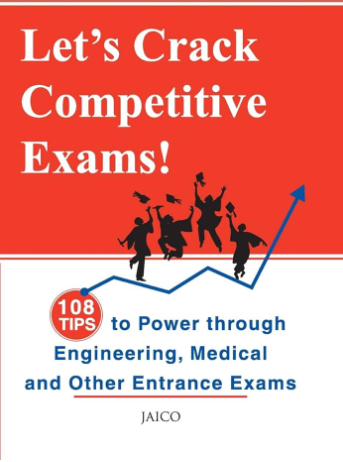 Let's Crack
Competitive
Exams!
108
TIPS
to Power through
Engineering, Medical
and Other Entrance Exams
JAICO